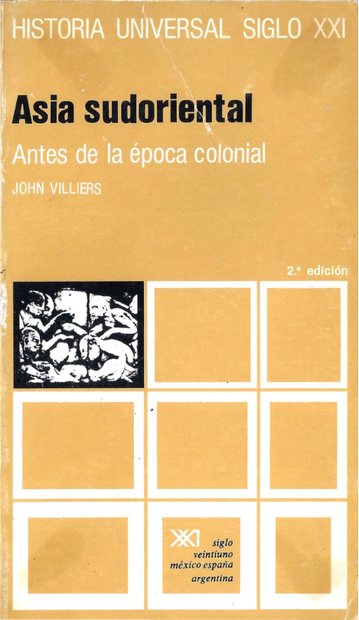 HISTORIA UNIVERSAL SIGLO XXI
Asia sudoriental
Antes de la época colonial
JOHN VILLIERS
2.ª edición
XXI
siglo
veintiuno
méxico españa
argentina